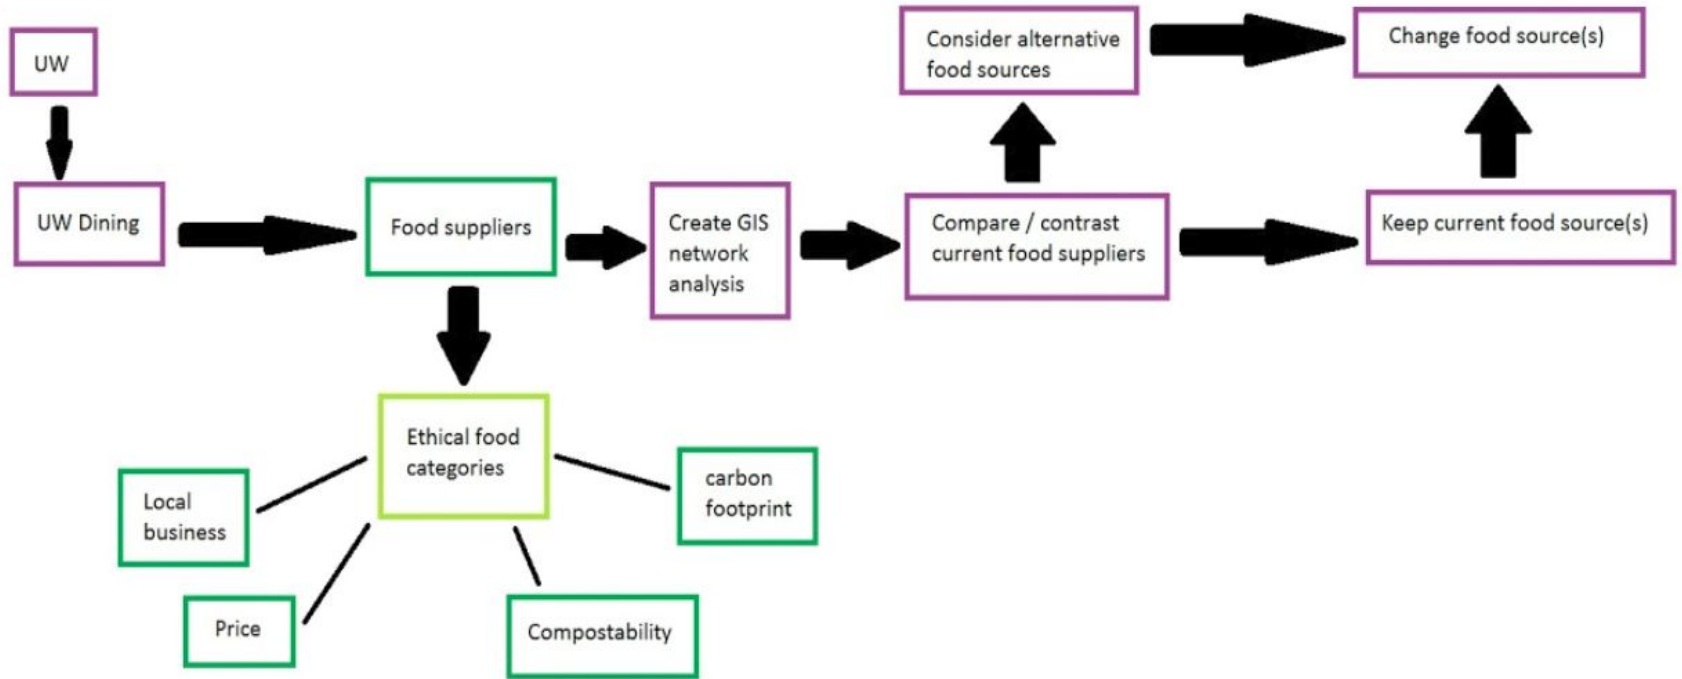 UW
UW Dining
Food suppliers
Create GIS
network
analysis
Compare / contrast
current food suppliers
Consider alternative
food sources
Change food source(s)
Keep current food source(s)
Ethical food
categories
Local
business
Price
Compostability
carbon
footprint